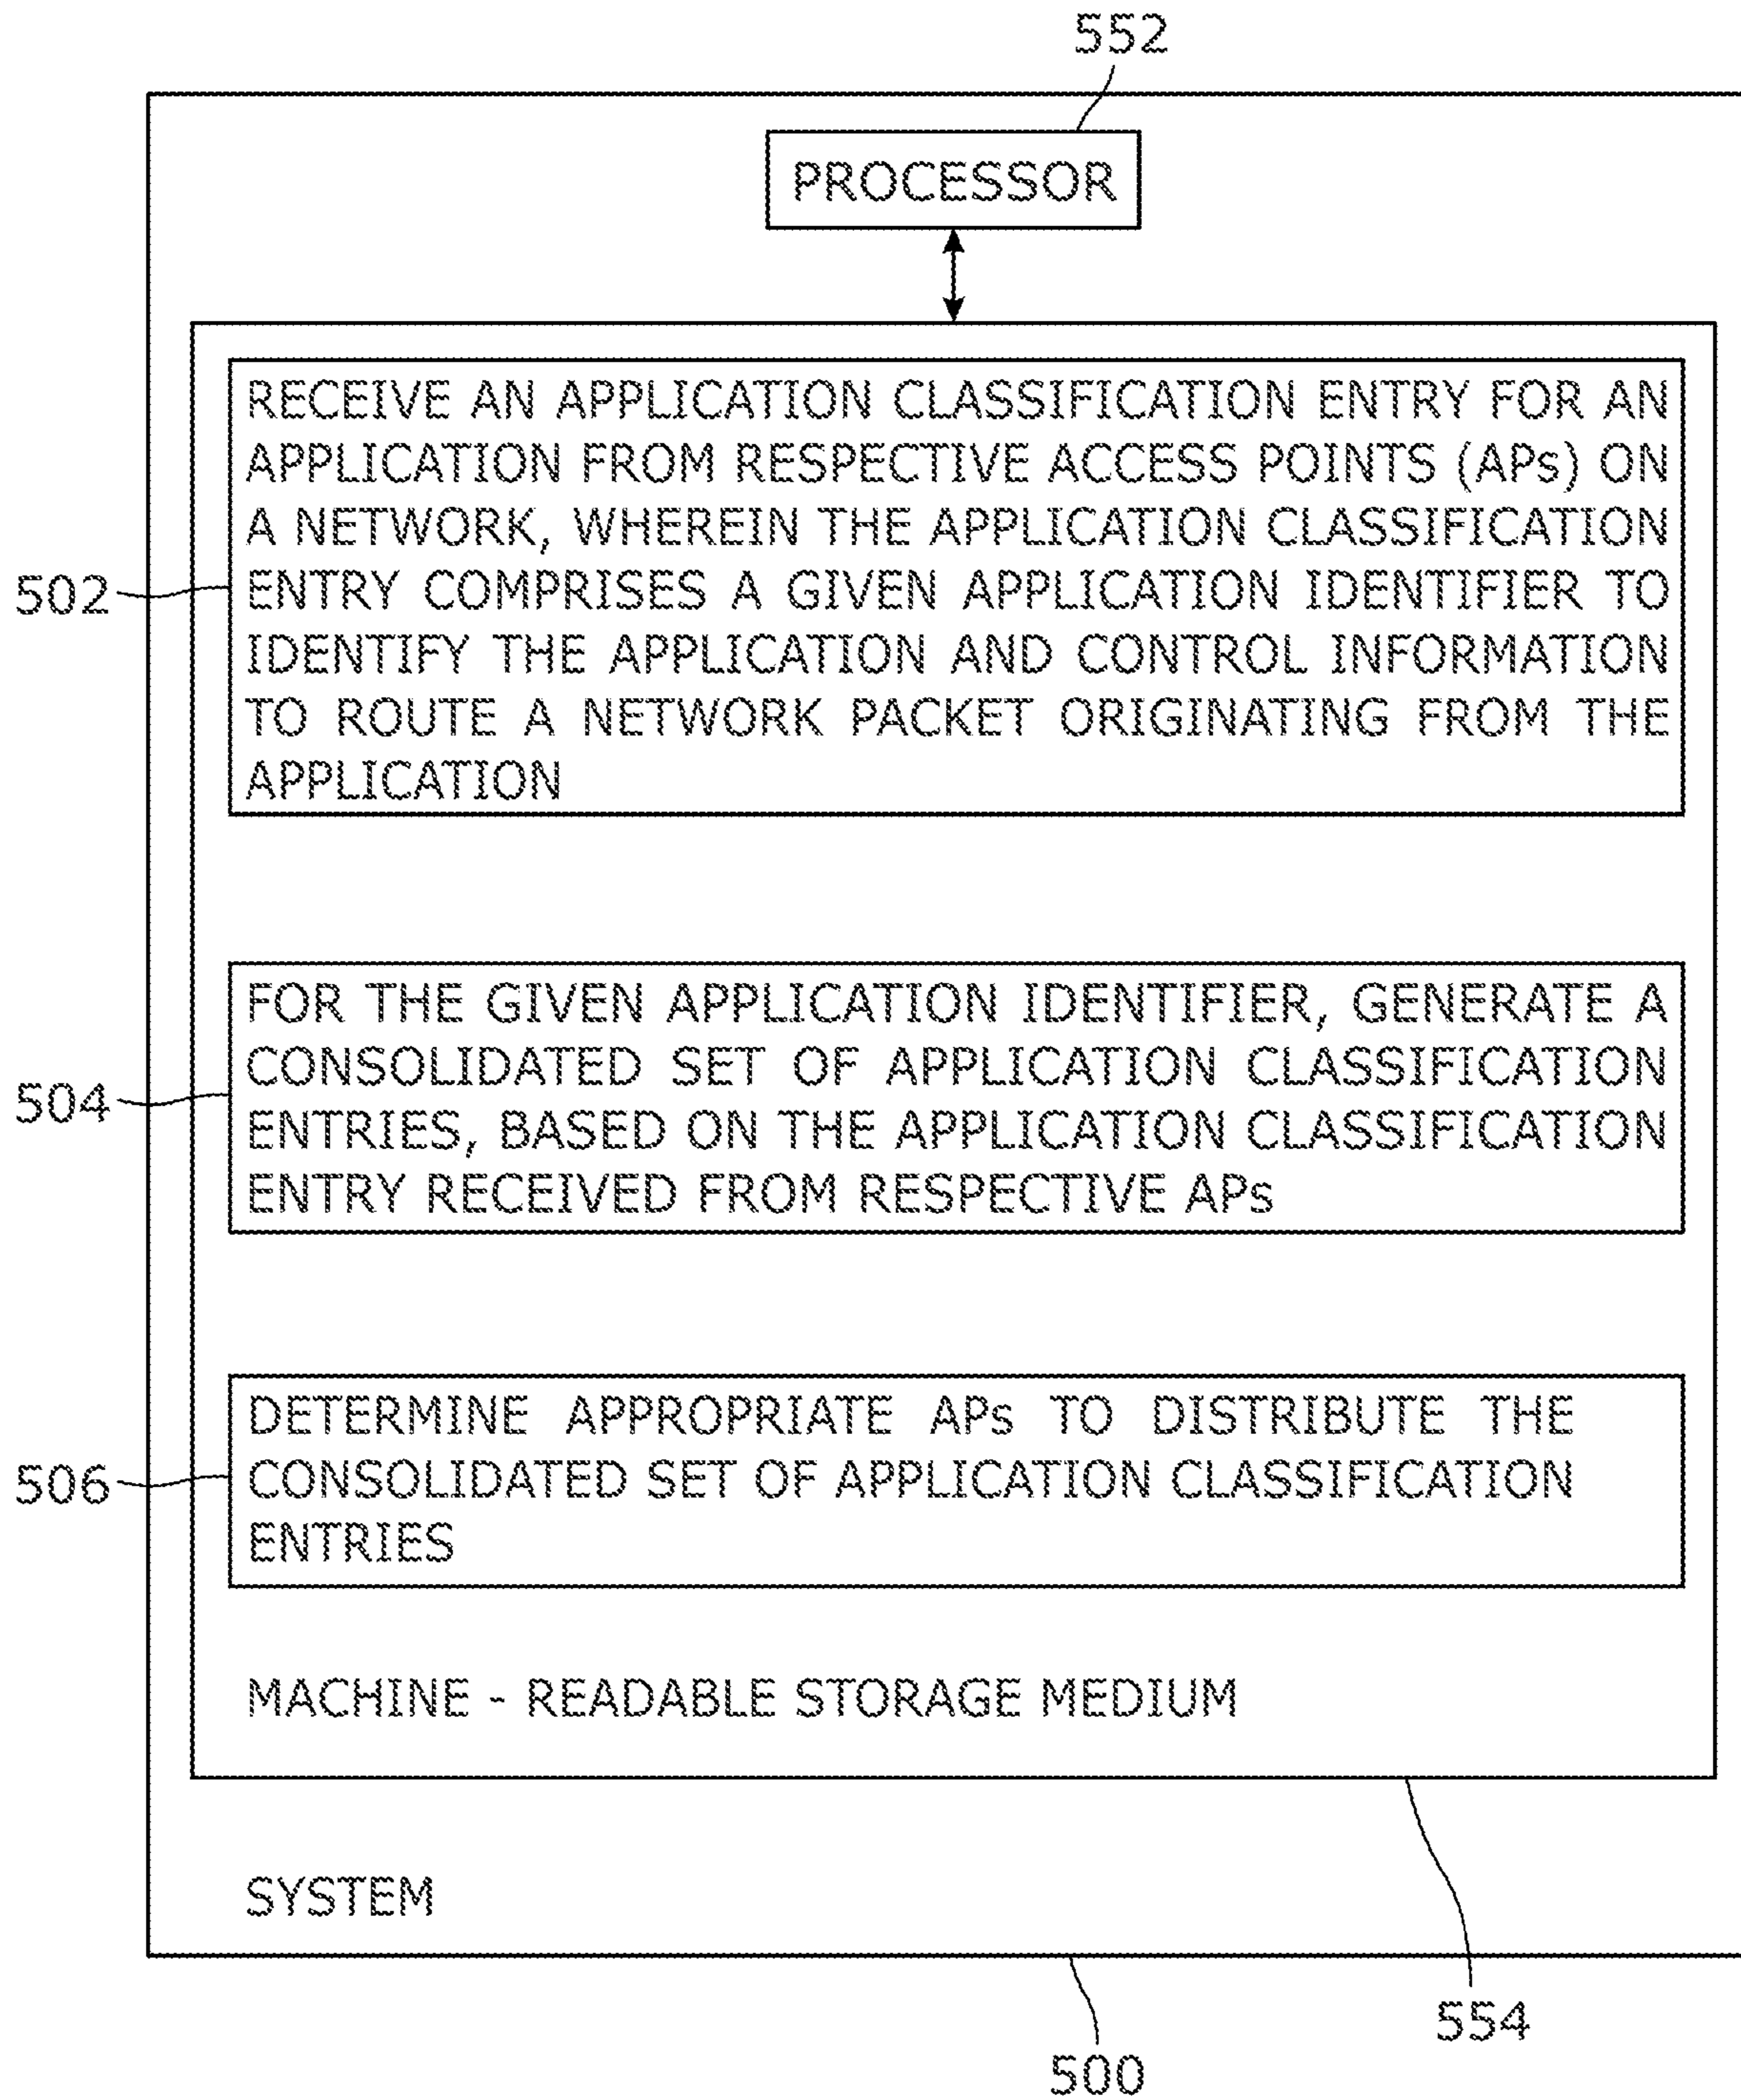 552
PROCESSOR
RECEIVE AN APPLICATION CLASSIFICATION ENTRY FOR AN
APPLICATION FROM RESPECTIVE ACCESS POINTS (APs) ON
A NETWORK, WHEREIN THE APPLICATION CLASSIFICATION
ENTRY COMPRISES A GIVEN APPLICATION IDENTIFIER TO
IDENTIFY THE APPLICATION AND CONTROL INFORMATION
TO ROUTE A NETWORK PACKET ORIGINATING FROM THE
APPLICATION
502
FOR THE GIVEN APPLICATION IDENTIFIER, GENERATE A
CONSOLIDATED SET OF APPLICATION CLASSIFICATION
ENTRIES, BASED ON THE APPLICATION CLASSIFICATION
ENTRY RECEIVED FROM RESPECTIVE APs
504
DETERMINE APPROPRIATE APs TO DISTRIBUTE THE
CONSOLIDATED SET OF APPLICATION CLASSIFICATION
ENTRIES
506
MACHINE - READABLE STORAGE MEDIUM
SYSTEM
554
500